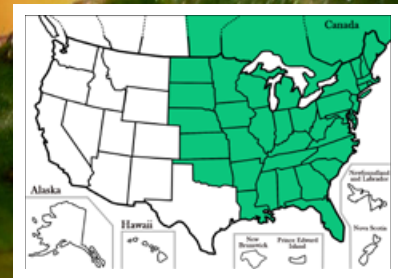 Canada
Newfoundland
and Labrador
Alaska
Hawaii
New
Brunswick
Prince Edward
Island
Nova Scotia